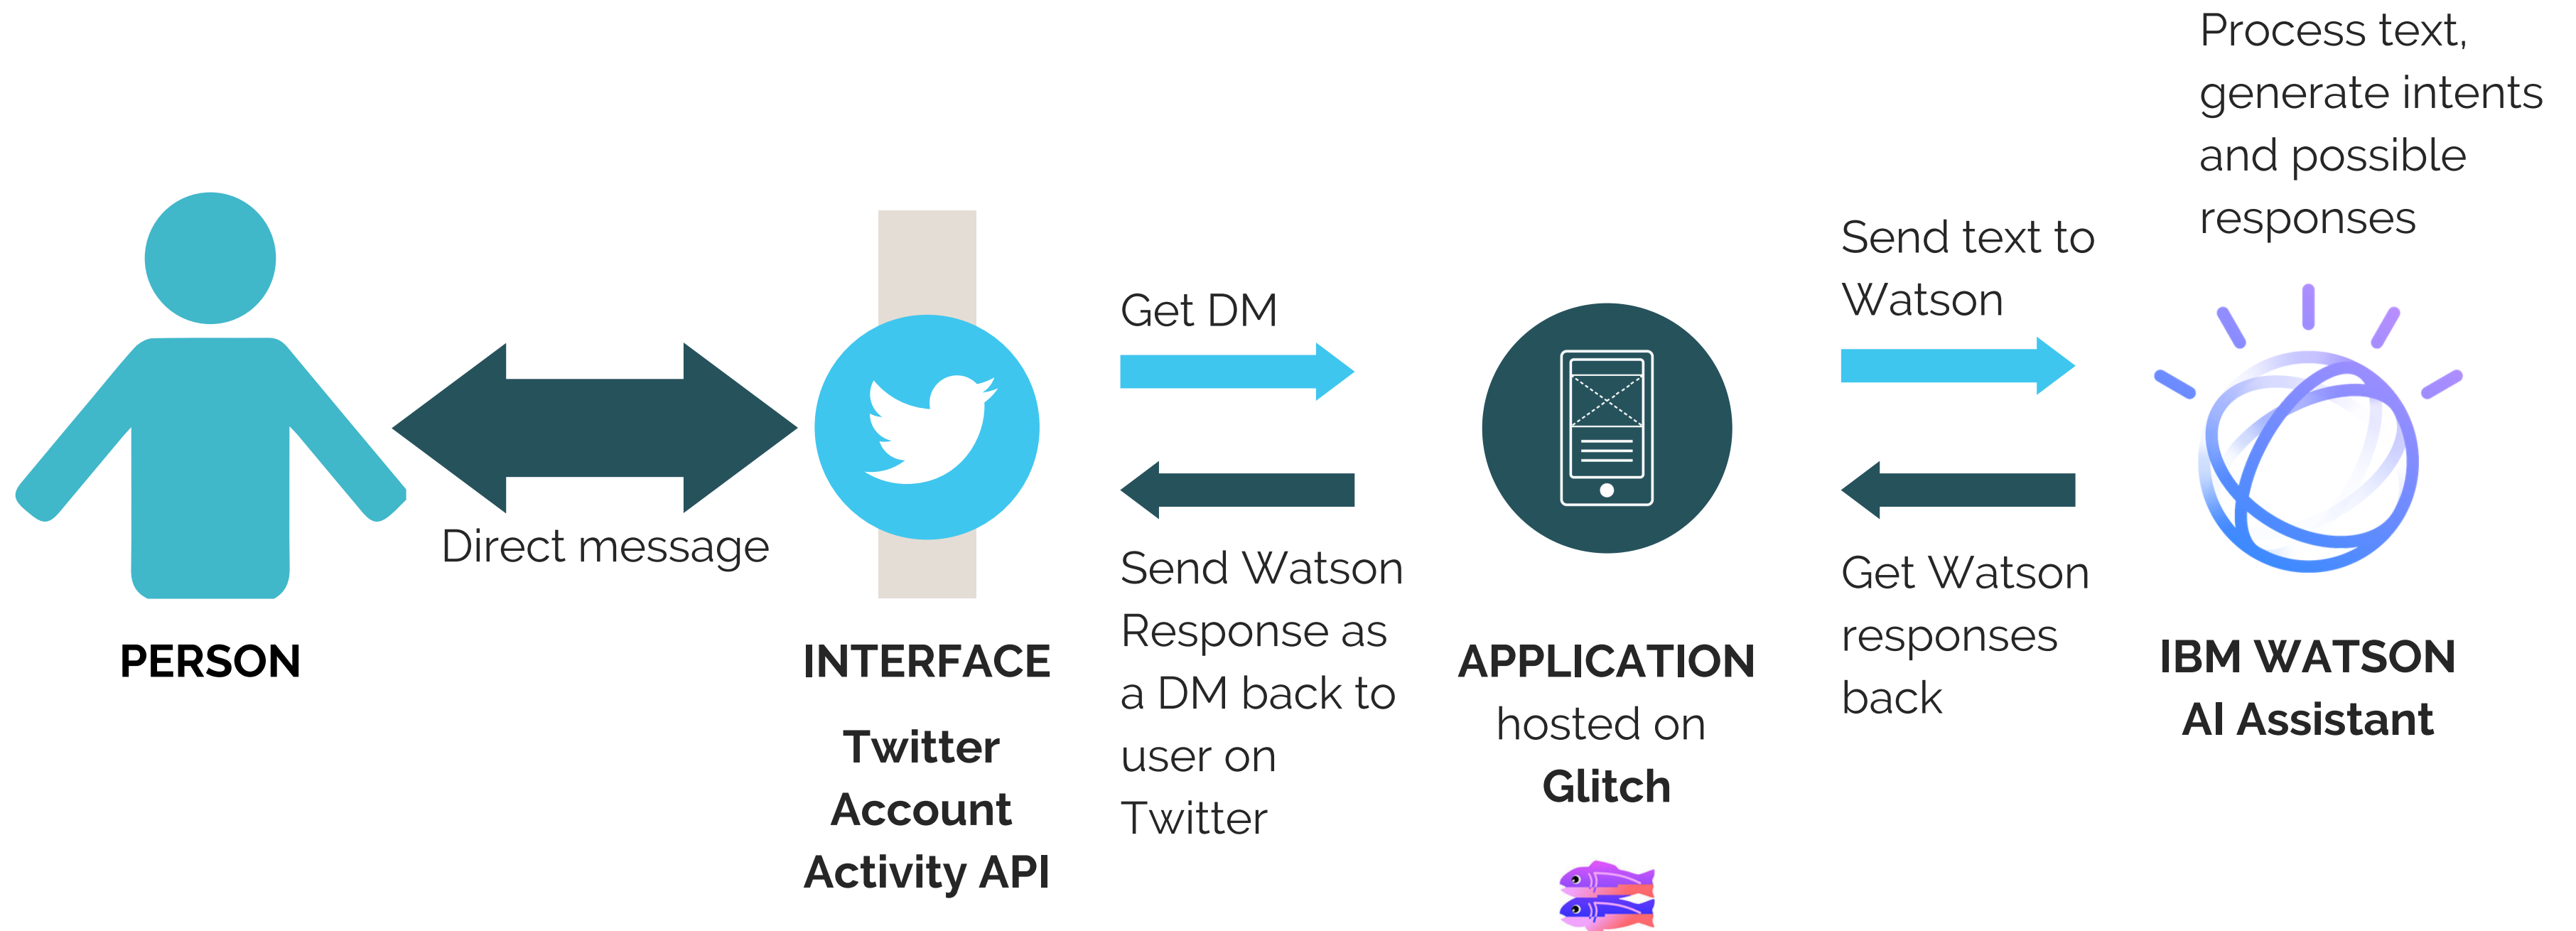 Direct message
PERSON
INTERFACE
Twitter
Account
Activity API
Get DM
Send Watson
Response as
a DM back to
user on
Twitter
APPLICATION
hosted on
Glitch
Send text to
Watson
Get Watson
responses
back
Process text,
generate intents
and possible
responses
IBM WATSON
AI Assistant